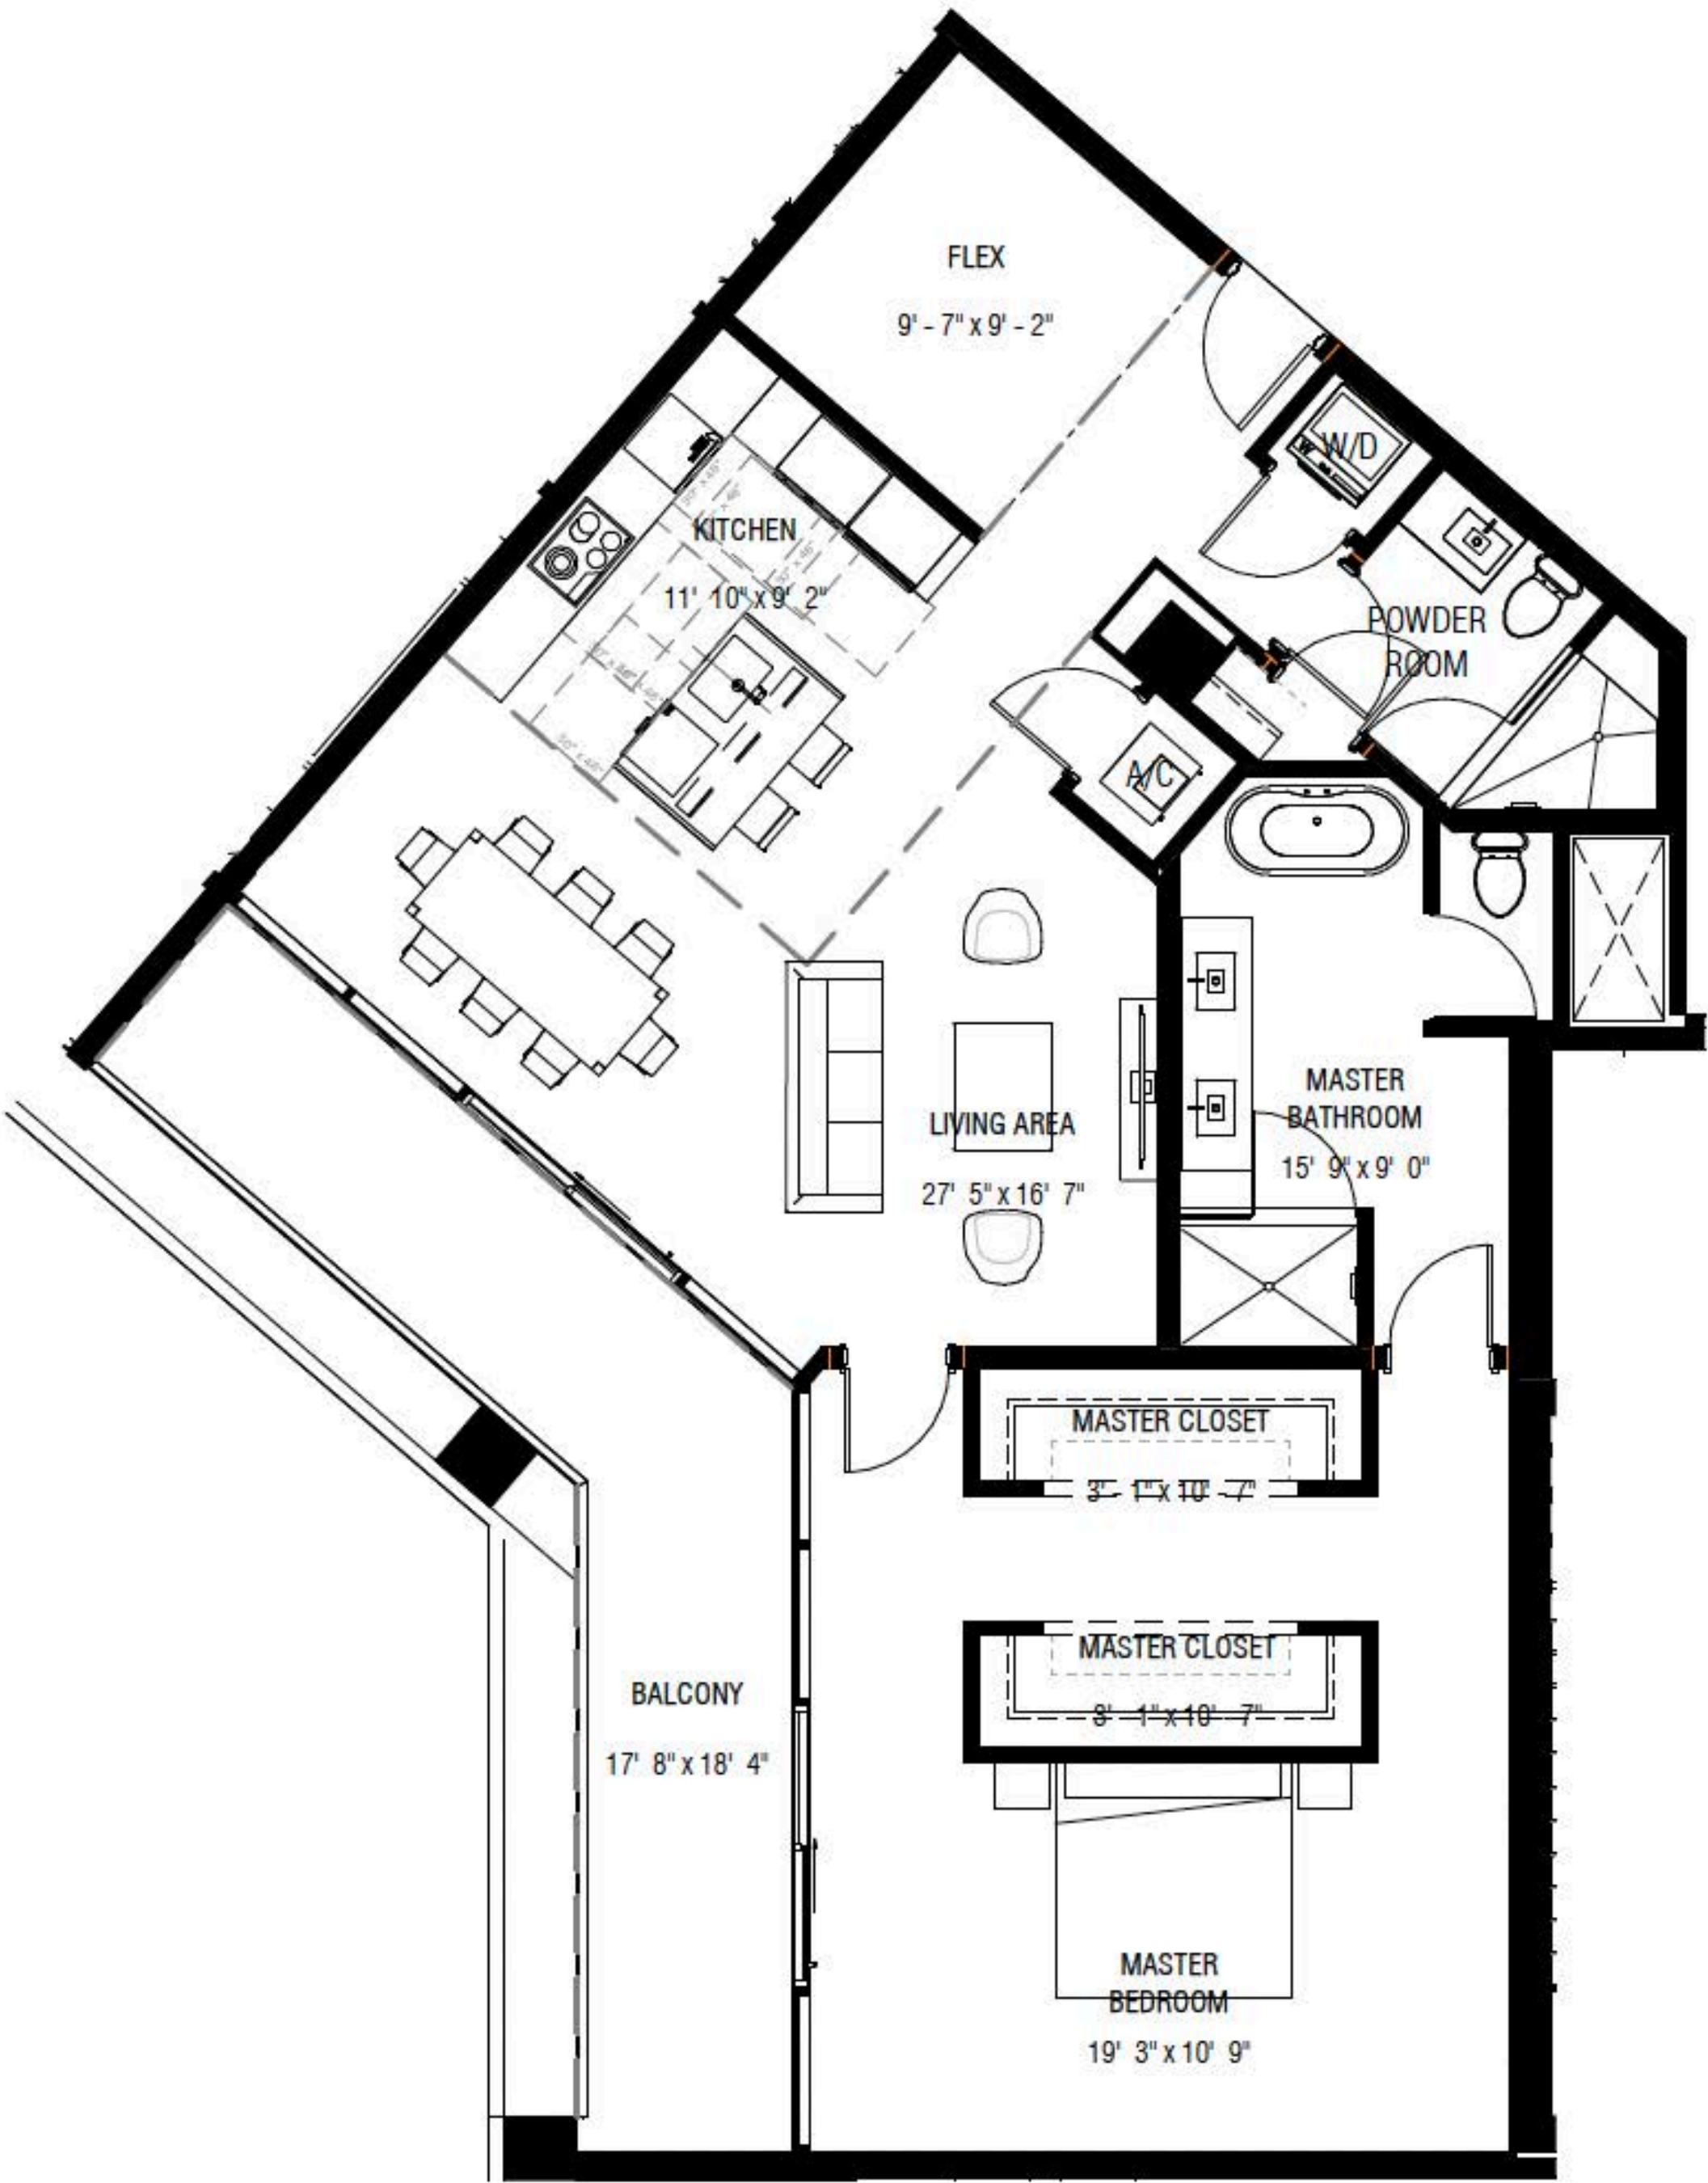 FLEX
9' - 7" x 9' - 2"
W/D
KITCHEN
11' 10" x 9' 2"
30" x 48"
POWDER
ROOM
A/C
LIVING AREA
27' 5" x 16' 7"
MASTER
BATHROOM
15' 9" x 9' 0"
MASTER CLOSET
3' - 1" x 10' - 7"
MASTER CLOSET
3' 1" x 10' 7"
BALCONY
17' 8" x 18' 4"
MASTER
BEDROOM
19' 3" x 10' 9"